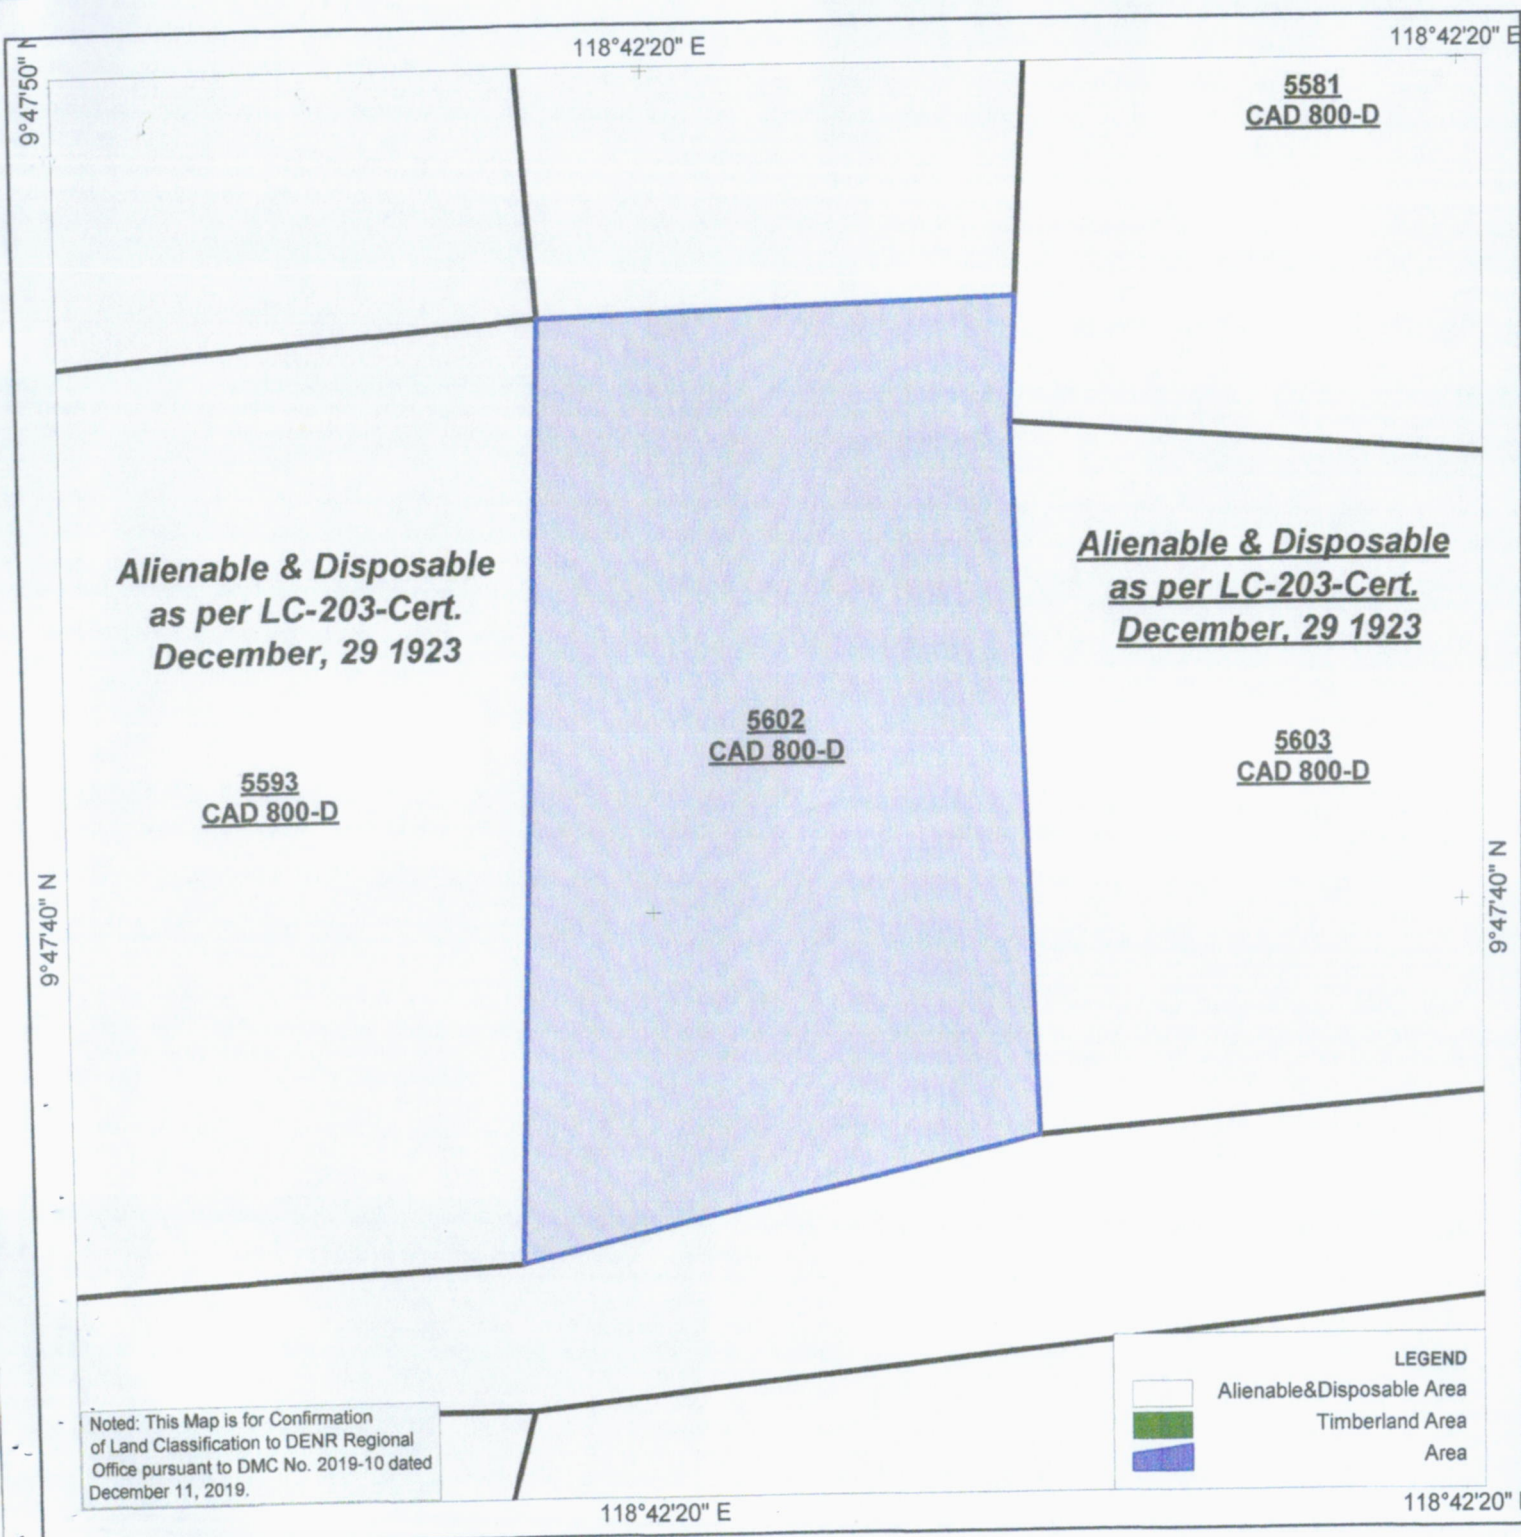 118°42'20" E
118°42'20" E
9°47'50" N
5581
CAD 800-D
Alienable & Disposable
as per LC-203-Cert.
December, 29 1923
Alienable & Disposable
as per LC-203-Cert.
December, 29 1923
5602
CAD 800-D
5603
CAD 800-D
5593
CAD 800-D
9°47'40" N
9°47'40" N
LEGEND
Alienable&Disposable Area
Timberland Area
Area
Noted: This Map is for Confirmation
of Land Classification to DENR Regional
Office pursuant to DMC No. 2019-10 dated
December 11, 2019.
118°42'20" E
118°42'20" E